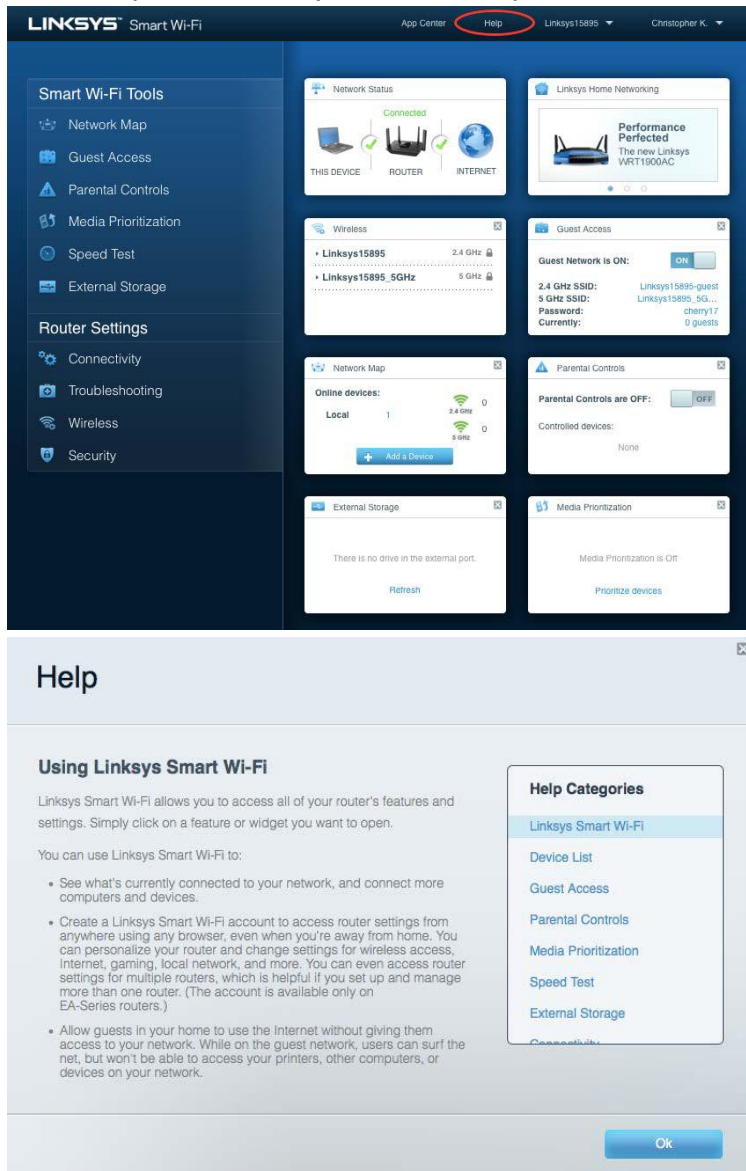 LINKSYS™ Smart Wi-Fi
App Center
Help
Linksys15895
Christopher K.
Smart Wi-Fi Tools
Network Map
Guest Access
Parental Controls
Media Prioritization
Speed Test
External Storage
Router Settings
Connectivity
Troubleshooting
Wireless
Security
Network Status
Connected
THIS DEVICE
ROUTER
INTERNET
Linksys Home Networking
Performance
Perfected
The new Linksys
WRT1900AC
Wireless
Linksys15895 2.4 GHz
Linksys15895_5GHz 5 GHz
Guest Access
Guest Network is ON: ON
2.4 GHz SSID: Linksys15895-guest
5 GHz SSID: Linksys15895_5G...
Password: cherry17
Currently: 0 guests
Network Map
Online devices:
Local 1
0
2.4 GHz
0
5 GHz
+ Add a Device
Parental Controls
Parental Controls are OFF: OFF
Controlled devices:
None
External Storage
There is no drive in the external port.
Refresh
Media Prioritization
Media Prioritization is Off
Prioritize devices
Help
Using Linksys Smart Wi-Fi
Linksys Smart Wi-Fi allows you to access all of your router's features and
settings. Simply click on a feature or widget you want to open.
You can use Linksys Smart Wi-Fi to:
• See what's currently connected to your network, and connect more
computers and devices.
• Create a Linksys Smart Wi-Fi account to access router settings from
anywhere using any browser, even when you're away from home. You
can personalize your router and change settings for wireless access,
Internet, gaming, local network, and more. You can even access router
settings for multiple routers, which is helpful if you set up and manage
more than one router. (The account is available only on
EA-Series routers.)
• Allow guests in your home to use the Internet without giving them
access to your network. While on the guest network, users can surf the
net, but won't be able to access your printers, other computers, or
devices on your network.
Help Categories
Linksys Smart Wi-Fi
Device List
Guest Access
Parental Controls
Media Prioritization
Speed Test
External Storage
Connectivity
Ok